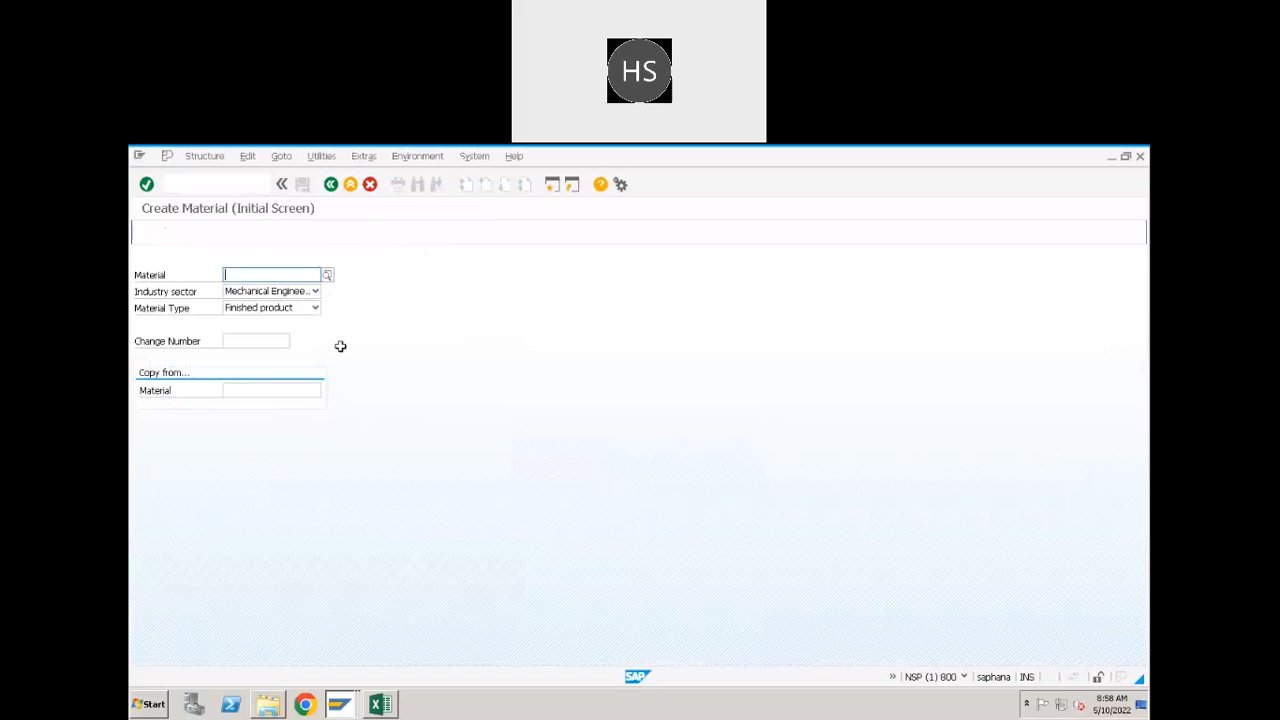 HS
Structure Edit Goto Utilities Extras Environment System Help
Create Material (Initial Screen)
Material
Industry sector Mechanical Enginee...
Material Type Finished product
Change Number
Copy from...
Material
SAP
» NSP (1) 800 saphana INS
Start
8:58 AM
5/10/2022